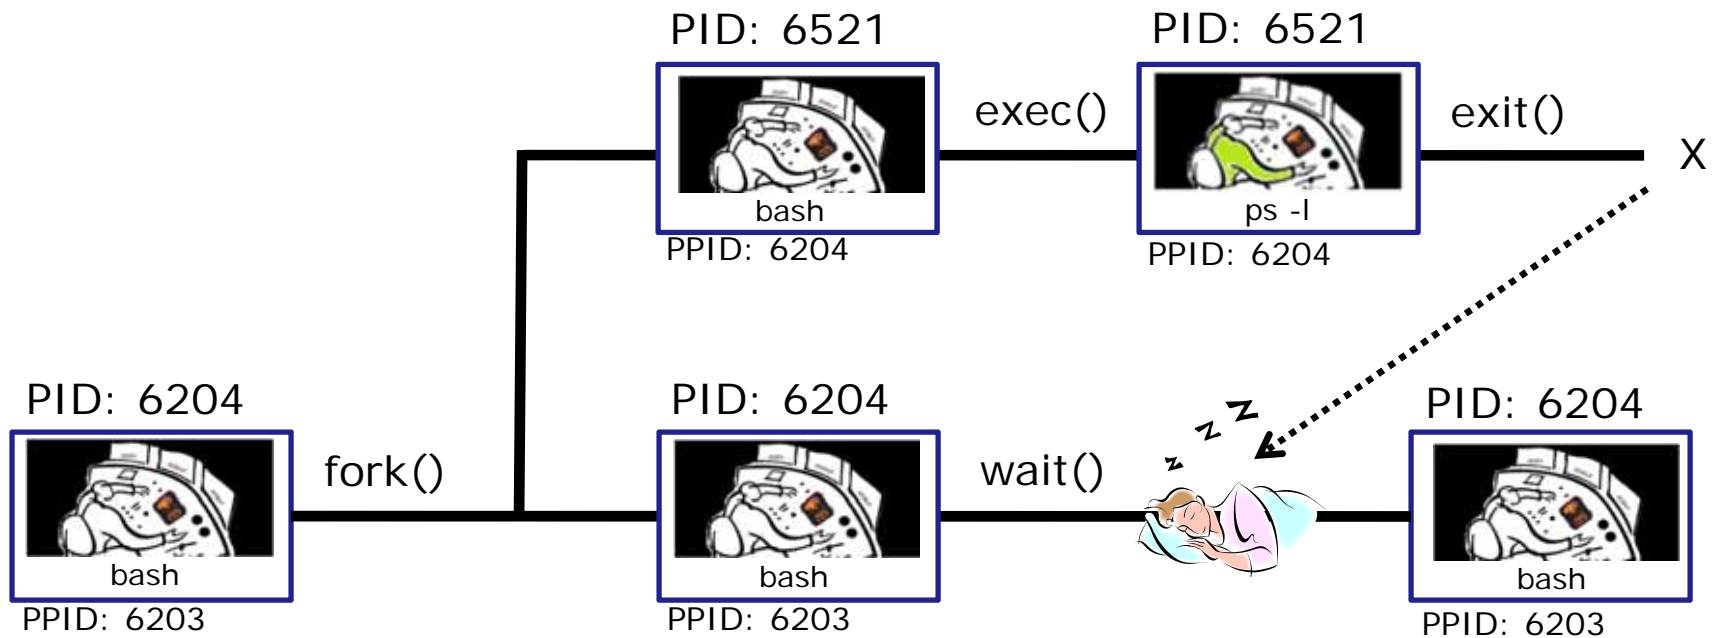 PID: 6521
PID: 6521
exec()
exit()
X
bash
ps -l
PPID: 6204
PPID: 6204
PID: 6204
PID: 6204
PID: 6204
z z z
fork()
wait()
bash
bash
bash
PPID: 6203
PPID: 6203
PPID: 6203